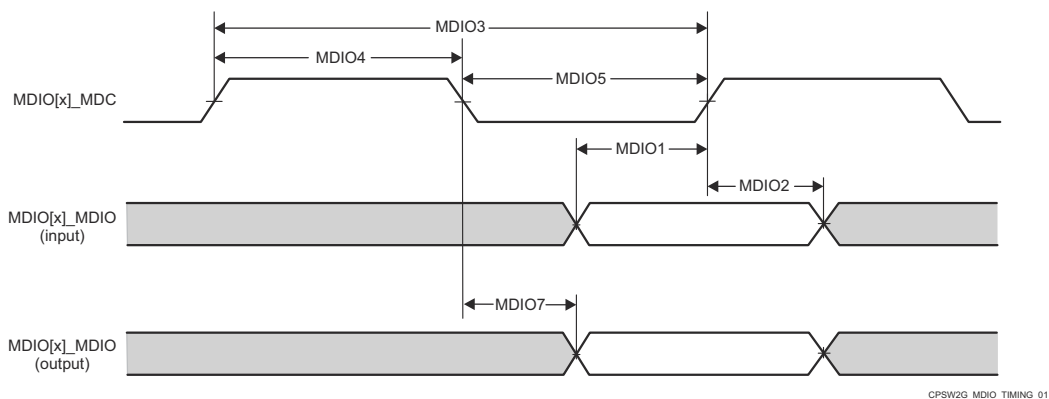 MDIO3
MDIO4
MDIO5
MDIO[x]_MDC
MDIO1
MDIO2
MDIO[x]_MDIO
(input)
MDIO7
MDIO[x]_MDIO
(output)
CPSW2G_MDIO_TIMING_01